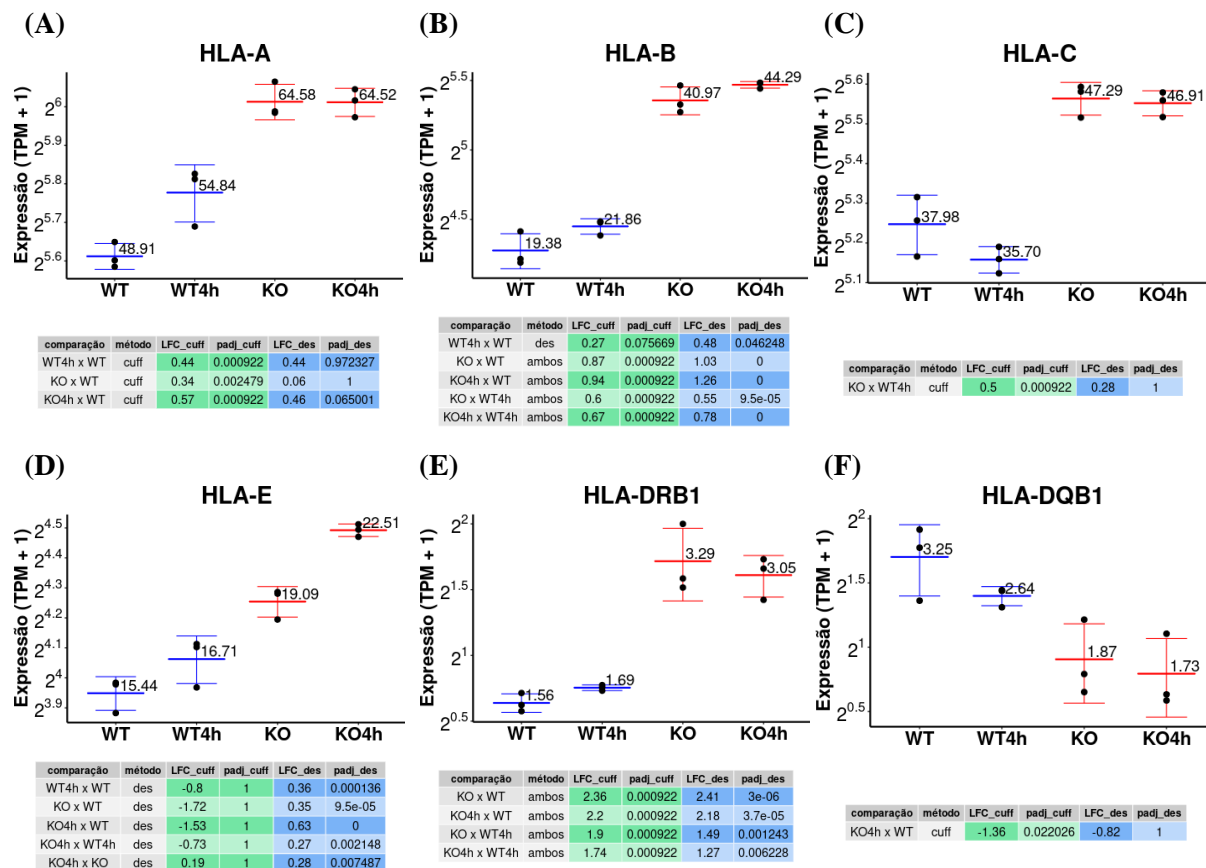 (A)
HLA-A
Expressão (TPM + 1)
2^6
2^5.9
2^5.8
2^5.7
2^5.6
48.91
54.84
64.58
64.52
WT WT4h KO KO4h
comparação método LFC_cuff padj_cuff LFC_des padj_des
WT4h x WT cuff 0.44 0.000922 0.44 0.972327
KO x WT cuff 0.34 0.002479 0.06 1
KO4h x WT cuff 0.57 0.000922 0.46 0.065001
(B)
HLA-B
Expressão (TPM + 1)
2^5.5
2^5
2^4.5
19.38
21.86
40.97
44.29
WT WT4h KO KO4h
comparação método LFC_cuff padj_cuff LFC_des padj_des
WT4h x WT des 0.27 0.075669 0.48 0.046248
KO x WT ambos 0.87 0.000922 1.03 0
KO4h x WT ambos 0.94 0.000922 1.26 0
KO x WT4h ambos 0.6 0.000922 0.55 9.5e-05
KO4h x WT4h ambos 0.67 0.000922 0.78 0
(C)
HLA-C
Expressão (TPM + 1)
2^5.6
2^5.5
2^5.4
2^5.3
2^5.2
2^5.1
37.98
35.70
47.29
46.91
WT WT4h KO KO4h
comparação método LFC_cuff padj_cuff LFC_des padj_des
KO x WT4h cuff 0.5 0.000922 0.28 1
(D)
HLA-E
Expressão (TPM + 1)
2^4.5
2^4.4
2^4.3
2^4.2
2^4.1
2^4
2^3.9
15.44
16.71
19.09
22.51
WT WT4h KO KO4h
comparação método LFC_cuff padj_cuff LFC_des padj_des
WT4h x WT des -0.8 1 0.36 0.000136
KO x WT des -1.72 1 0.35 9.5e-05
KO4h x WT des -1.53 1 0.63 0
KO4h x WT4h des -0.73 1 0.27 0.002148
KO4h x KO des 0.19 1 0.28 0.007487
(E)
HLA-DRB1
Expressão (TPM + 1)
2^2
2^1.5
2^1
2^0.5
1.56
1.69
3.29
3.05
WT WT4h KO KO4h
comparação método LFC_cuff padj_cuff LFC_des padj_des
KO x WT ambos 2.36 0.000922 2.41 3e-06
KO4h x WT ambos 2.2 0.000922 2.18 3.7e-05
KO x WT4h ambos 1.9 0.000922 1.49 0.001243
KO4h x WT4h ambos 1.74 0.000922 1.27 0.006228
(F)
HLA-DQB1
Expressão (TPM + 1)
2^2
2^1.5
2^1
2^0.5
3.25
2.64
1.87
1.73
WT WT4h KO KO4h
comparação método LFC_cuff padj_cuff LFC_des padj_des
KO4h x WT cuff -1.36 0.022026 -0.82 1